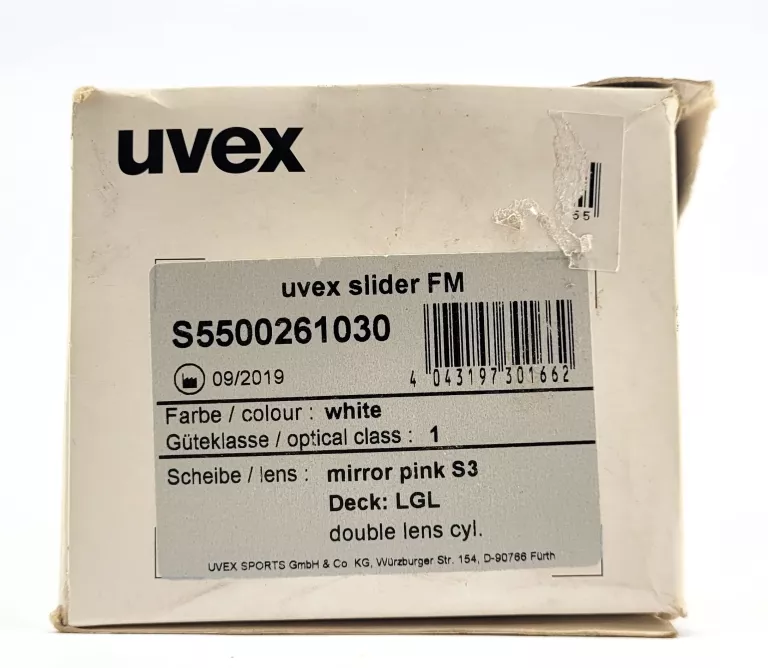 uvex
55
uvex slider FM
S5500261030
09/2019
4 043197 301662
Farbe / colour : white
Güteklasse / optical class : 1
Scheibe / lens : mirror pink S3
Deck: LGL
double lens cyl.
UVEX SPORTS GmbH & Co KG, Würzburger Str. 154, D-90766 Fürth